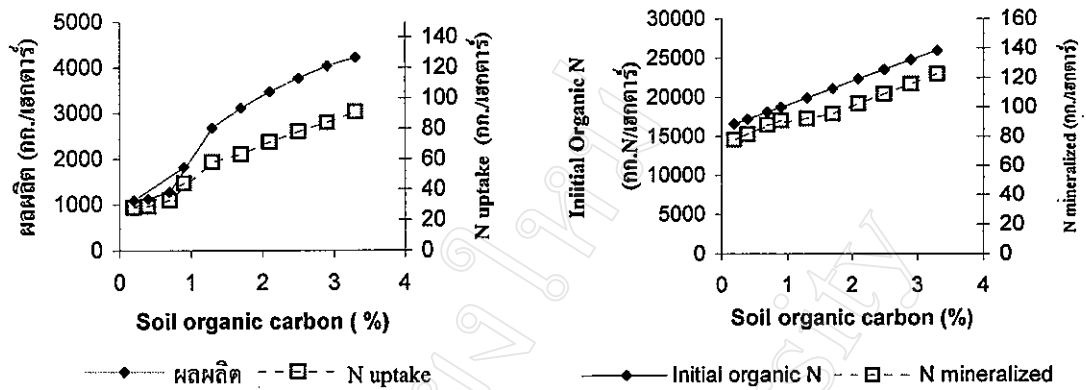 5000
4000
3000
2000
1000
0
ผลผลิต (กก./เฮกตาร์)
140
120
100
80
60
40
20
0
N uptake (กก./เฮกตาร์)
0 1 2 3 4
Soil organic carbon ( %)
ผลผลิต N uptake
30000
25000
20000
15000
10000
5000
0
Iniitial Organic N
(กก.N/เฮกตาร์)
160
140
120
100
80
60
40
20
0
N mineralized (กก./เฮกตาร์)
0 1 2 3 4
Soil organic carbon (%)
Initial organic N N mineralized